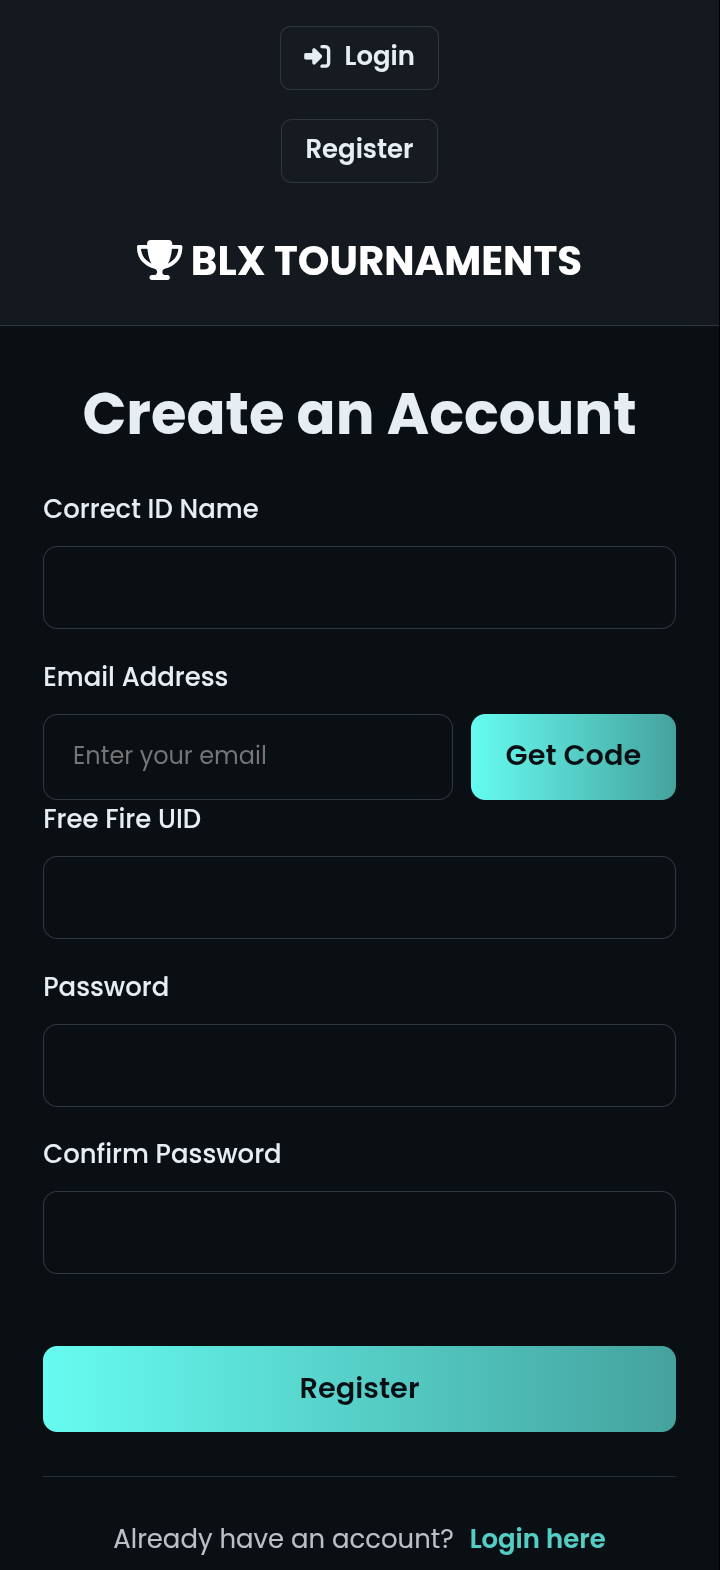 Login
Register
BLX TOURNAMENTS
Create an Account
Correct ID Name
Email Address
Enter your email
Get Code
Free Fire UID
Password
Confirm Password
Register
Already have an account? Login here